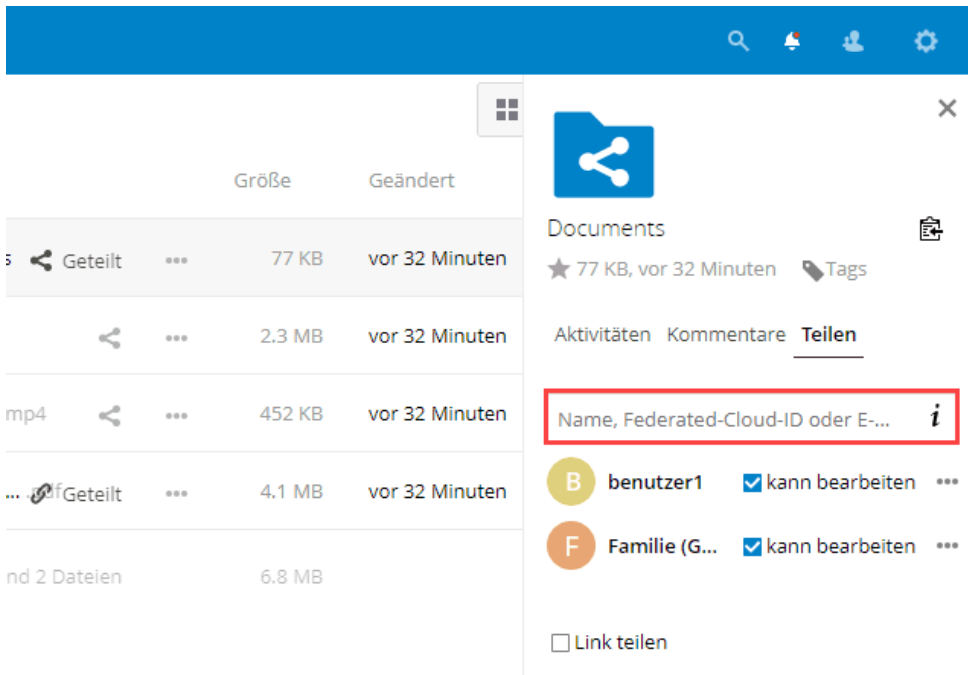 Größe Geändert
Geteilt 77 KB vor 32 Minuten
2.3 MB vor 32 Minuten
mp4 452 KB vor 32 Minuten
... .pdf Geteilt 4.1 MB vor 32 Minuten
nd 2 Dateien 6.8 MB
Documents
77 KB, vor 32 Minuten Tags
Aktivitäten Kommentare Teilen
Name, Federated-Cloud-ID oder E-... i
B benutzer1 kann bearbeiten
F Familie (G... kann bearbeiten
Link teilen